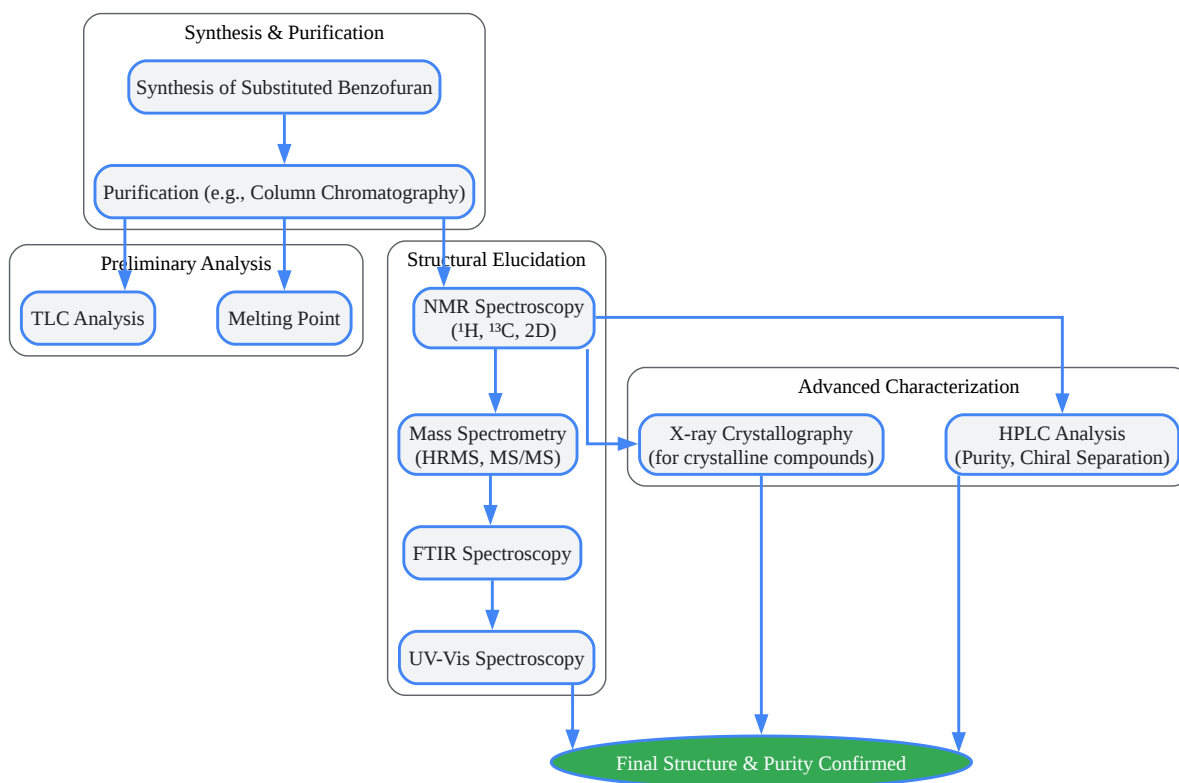 Synthesis & Purification
Synthesis of Substituted Benzofuran
Purification (e.g., Column Chromatography)
Preliminary Analysis
TLC Analysis
Melting Point
Structural Elucidation
NMR Spectroscopy
(¹H, ¹³C, 2D)
Mass Spectrometry
(HRMS, MS/MS)
FTIR Spectroscopy
UV-Vis Spectroscopy
Advanced Characterization
X-ray Crystallography
(for crystalline compounds)
HPLC Analysis
(Purity, Chiral Separation)
Final Structure & Purity Confirmed